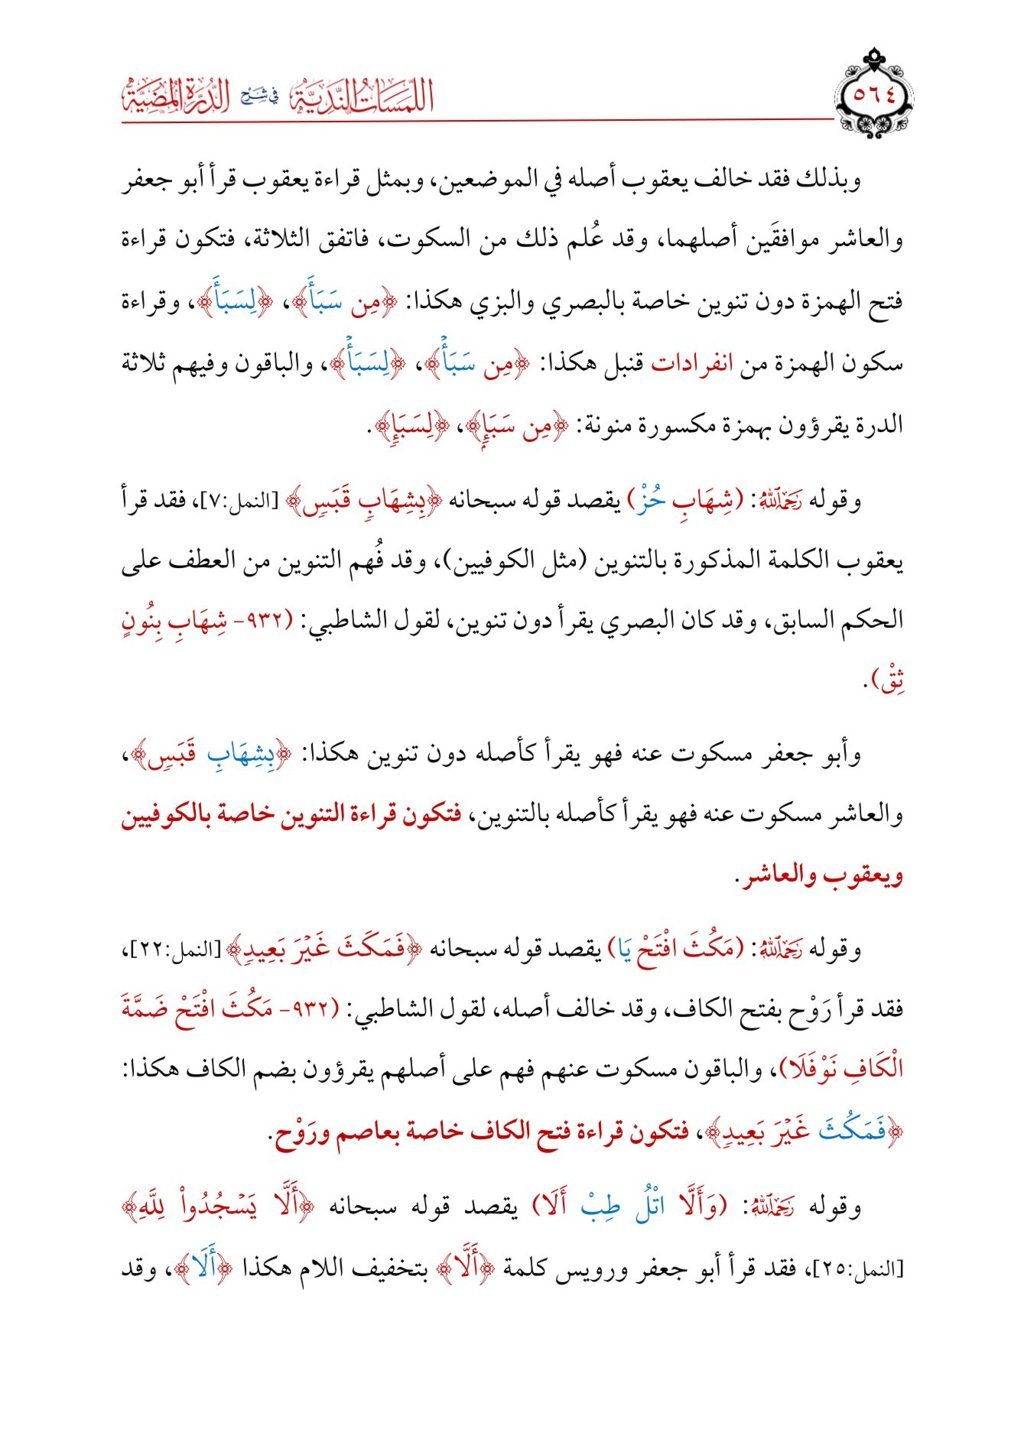 ٥٦٤
اللمسات الندية في شرح الدرة المضية
وبذلك فقد خالف يعقوب أصله في الموضعين، وبمثل قراءة يعقوب قرأ أبو جعفر
والعاشر موافقَين أصلهما، وقد عُلم ذلك من السكوت، فاتفق الثلاثة، فتكون قراءة
فتح الهمزة دون تنوين خاصة بالبصري والبزي هكذا: ﴿مِن سَبَأَ﴾، ﴿لِسَبَأَ﴾، وقراءة
سكون الهمزة من انفرادات قنبل هكذا: ﴿مِن سَبَأۡ﴾، ﴿لِسَبَأۡ﴾، والباقون وفيهم ثلاثة
الدرة يقرؤون بهمزة مكسورة منونة: ﴿مِن سَبَإٍ﴾، ﴿لِسَبَإٍ﴾.
وقوله رَحِمَهُ اللَّهُ: (شِهَابِ حُزْ) يقصد قوله سبحانه ﴿بِشِهَابٖ قَبَسٖ﴾ [النمل:٧]، فقد قرأ
يعقوب الكلمة المذكورة بالتنوين (مثل الكوفيين)، وقد فُهم التنوين من العطف على
الحكم السابق، وقد كان البصري يقرأ دون تنوين، لقول الشاطبي: (٩٣٢- شِهَابِ بِنُونٍ
ثِقْ).
وأبو جعفر مسكوت عنه فهو يقرأ كأصله دون تنوين هكذا: ﴿بِشِهَابِ قَبَسٖ﴾،
والعاشر مسكوت عنه فهو يقرأ كأصله بالتنوين، فتكون قراءة التنوين خاصة بالكوفيين
ويعقوب والعاشر.
وقوله رَحِمَهُ اللَّهُ: (مَكُثَ افْتَحْ يَا) يقصد قوله سبحانه ﴿فَمَكَثَ غَيۡرَ بَعِيدٖ﴾ [النمل:٢٢]،
فقد قرأ رَوْح بفتح الكاف، وقد خالف أصله، لقول الشاطبي: (٩٣٢- مَكُثَ افْتَحْ ضَمَّةَ
الْكَافِ نَوْفَلَا)، والباقون مسكوت عنهم فهم على أصلهم يقرؤون بضم الكاف هكذا:
﴿فَمَكُثَ غَيۡرَ بَعِيدٖ﴾، فتكون قراءة فتح الكاف خاصة بعاصم ورَوْح.
وقوله رَحِمَهُ اللَّهُ: (وَأَلَّا اتْلُ طِبْ أَلَا) يقصد قوله سبحانه ﴿أَلَّا يَسۡجُدُواْ لِلَّهِ﴾
[النمل:٢٥]، فقد قرأ أبو جعفر ورويس كلمة ﴿أَلَّا﴾ بتخفيف اللام هكذا ﴿أَلَا﴾، وقد